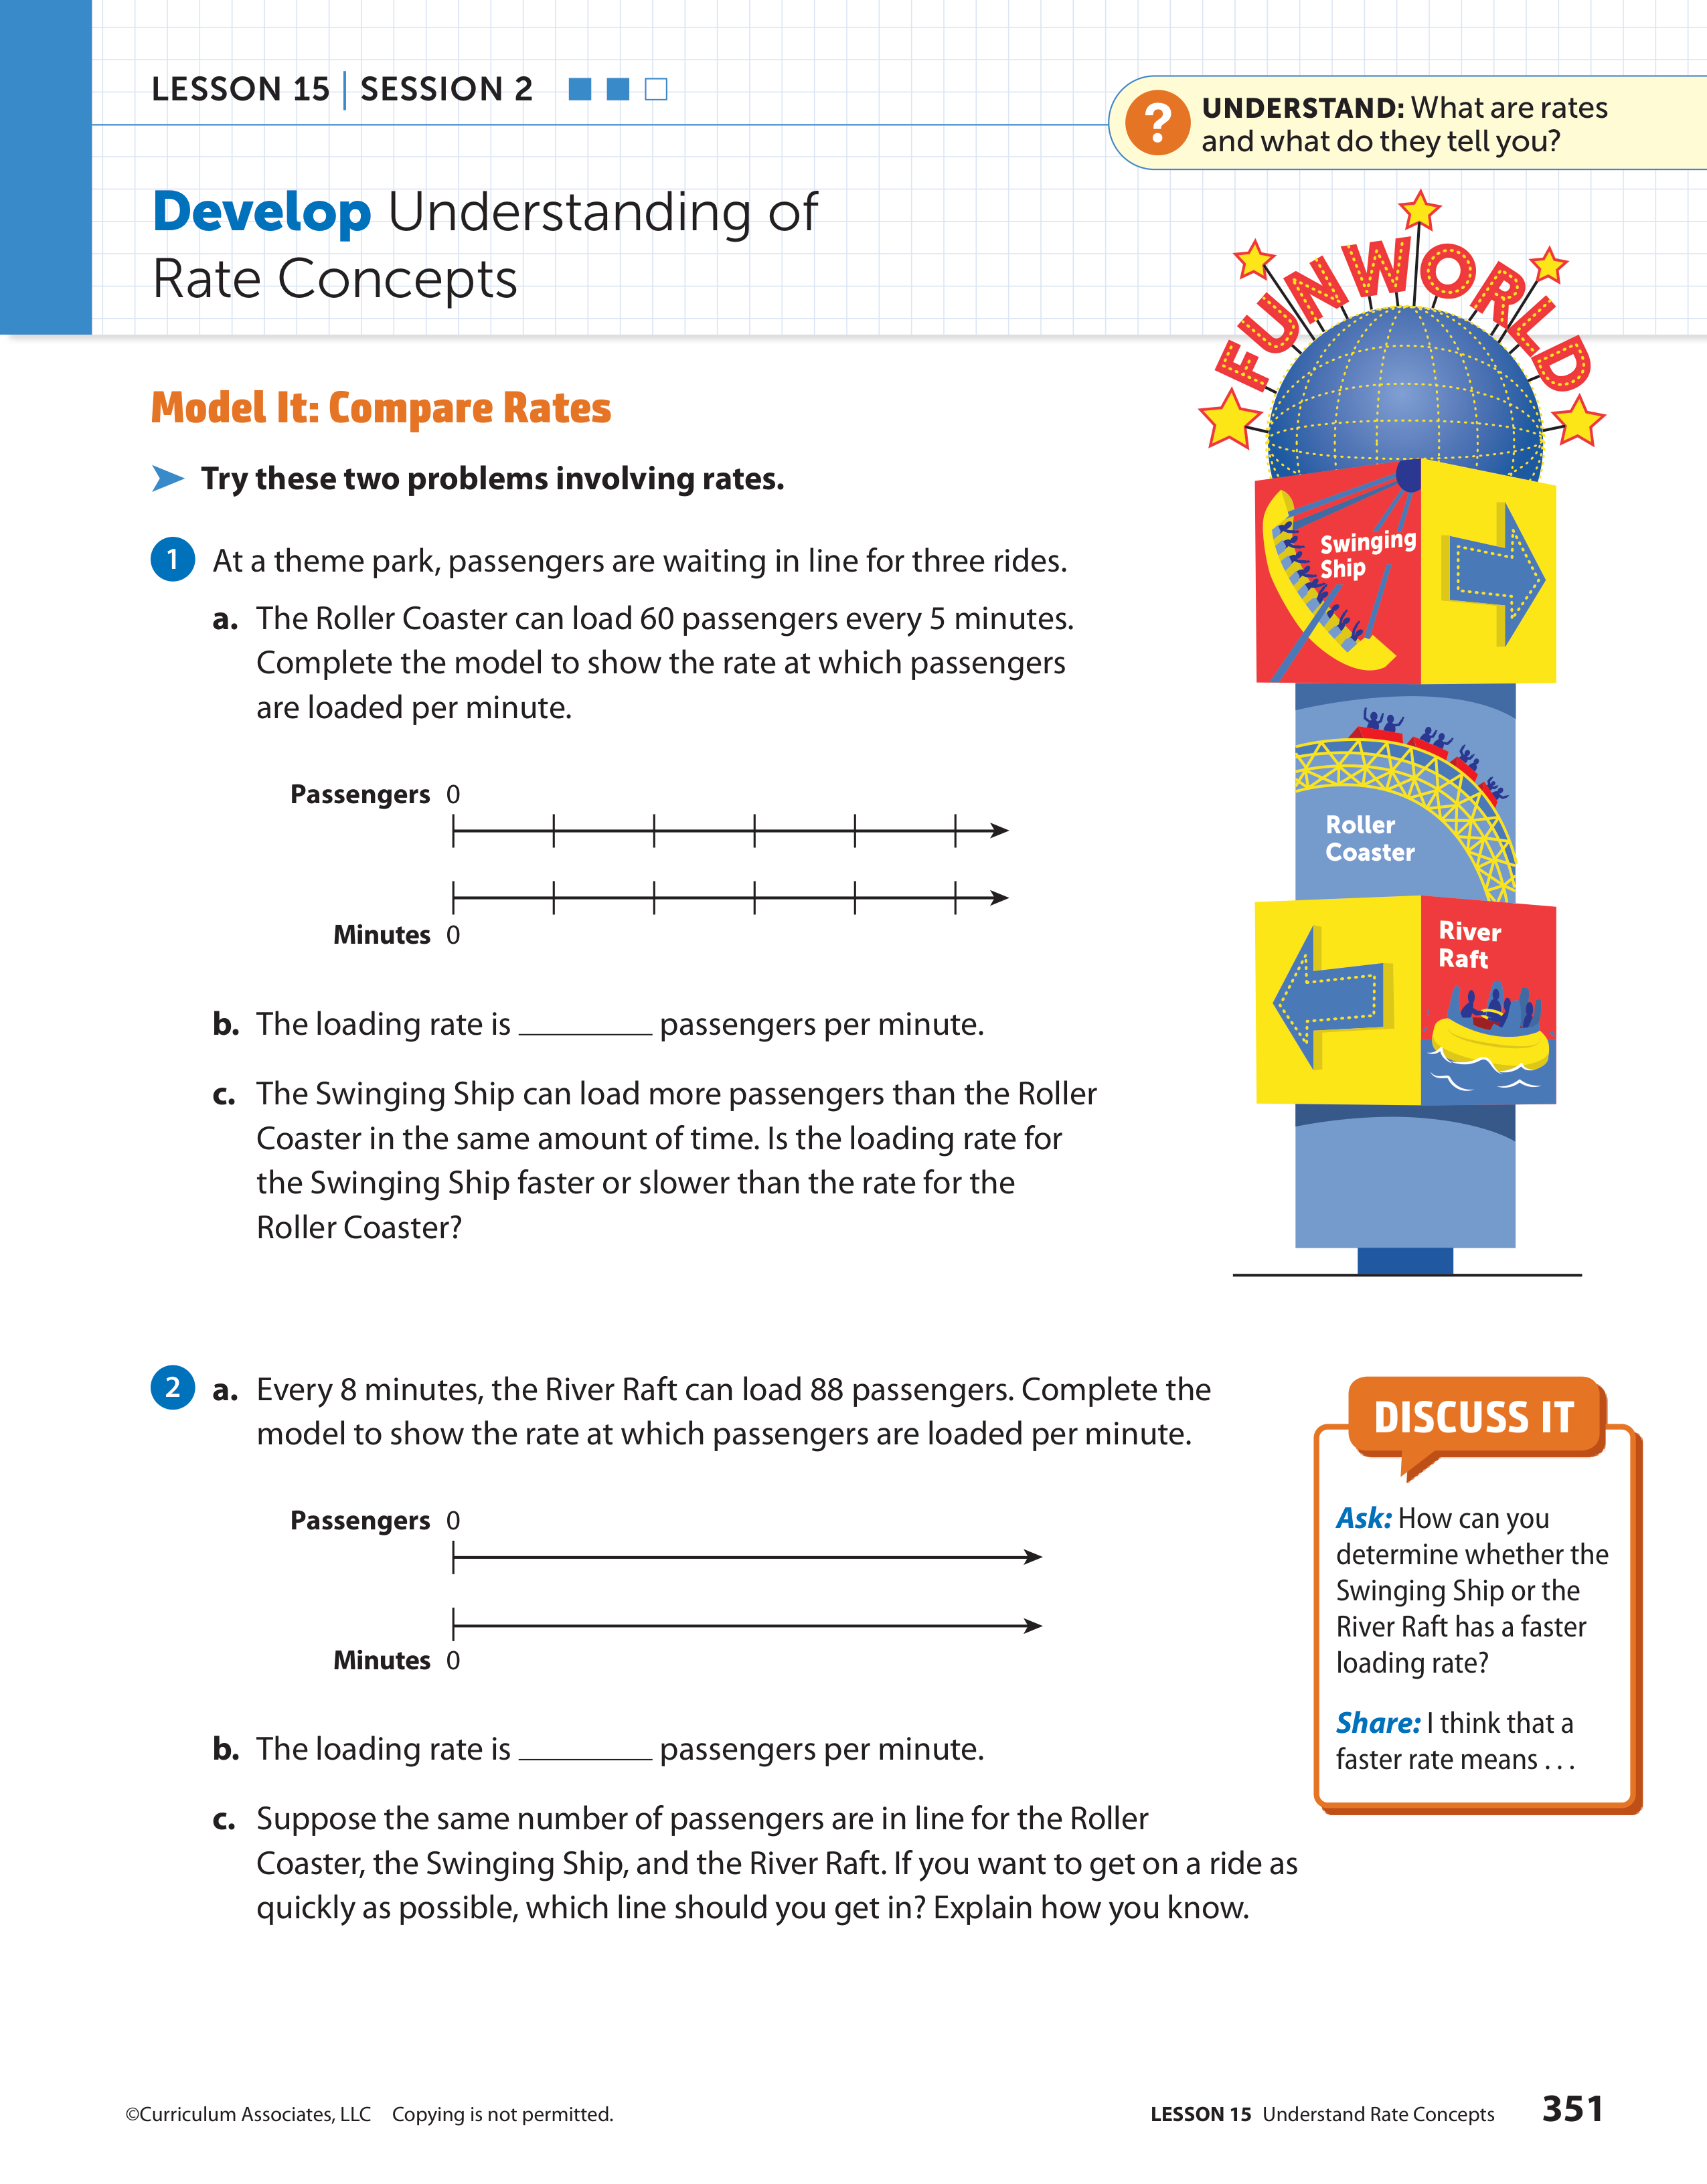 LESSON 15 | SESSION 2
UNDERSTAND: What are rates
and what do they tell you?
Develop Understanding of
Rate Concepts
FUNWORLD
Model It: Compare Rates
Try these two problems involving rates.
1 At a theme park, passengers are waiting in line for three rides.
a. The Roller Coaster can load 60 passengers every 5 minutes.
Complete the model to show the rate at which passengers
are loaded per minute.
Passengers 0
Minutes 0
b. The loading rate is ________ passengers per minute.
c. The Swinging Ship can load more passengers than the Roller
Coaster in the same amount of time. Is the loading rate for
the Swinging Ship faster or slower than the rate for the
Roller Coaster?
Swinging
Ship
Roller
Coaster
River
Raft
2 a. Every 8 minutes, the River Raft can load 88 passengers. Complete the
model to show the rate at which passengers are loaded per minute.
Passengers 0
Minutes 0
b. The loading rate is ________ passengers per minute.
c. Suppose the same number of passengers are in line for the Roller
Coaster, the Swinging Ship, and the River Raft. If you want to get on a ride as
quickly as possible, which line should you get in? Explain how you know.
DISCUSS IT
Ask: How can you
determine whether the
Swinging Ship or the
River Raft has a faster
loading rate?
Share: I think that a
faster rate means . . .
©Curriculum Associates, LLC Copying is not permitted.
LESSON 15 Understand Rate Concepts 351